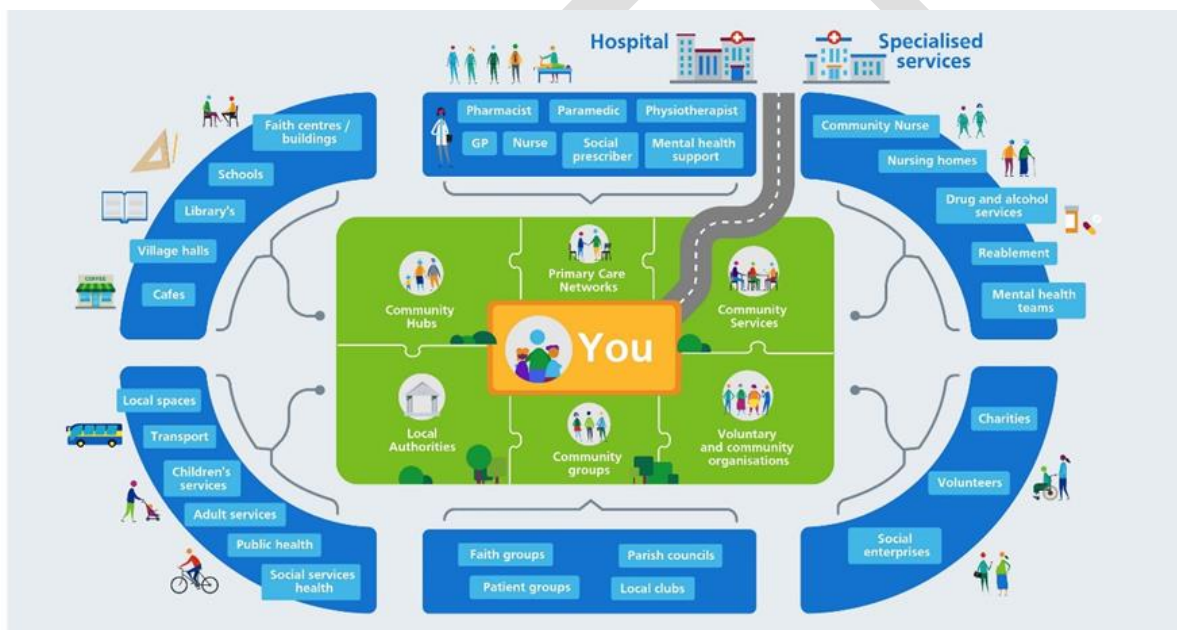 Hospital
Specialised
services
Faith centres /
buildings
Schools
Library's
Village halls
Cafes
COFFEE
Pharmacist
Paramedic
Physiotherapist
GP
Nurse
Social
prescriber
Mental health
support
Community Nurse
Nursing homes
Drug and alcohol
services
Reablement
Mental health
teams
Community
Hubs
Primary Care
Networks
Community
Services
You
Local
Authorities
Community
groups
Voluntary
and community
organisations
Local spaces
Transport
Children's
services
Adult services
Public health
Social services
health
Faith groups
Parish councils
Patient groups
Local clubs
Charities
Volunteers
Social
enterprises